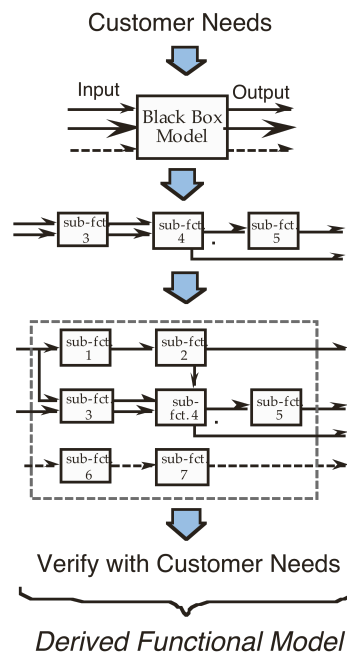 Customer Needs
Input
Output
Black Box
Model
sub-fct.
3
sub-fct.
4
sub-fct.
5
sub-fct.
1
sub-fct.
2
sub-fct.
3
sub-
fct. 4
sub-fct.
5
sub-fct.
6
sub-fct.
7
Verify with Customer Needs
Derived Functional Model